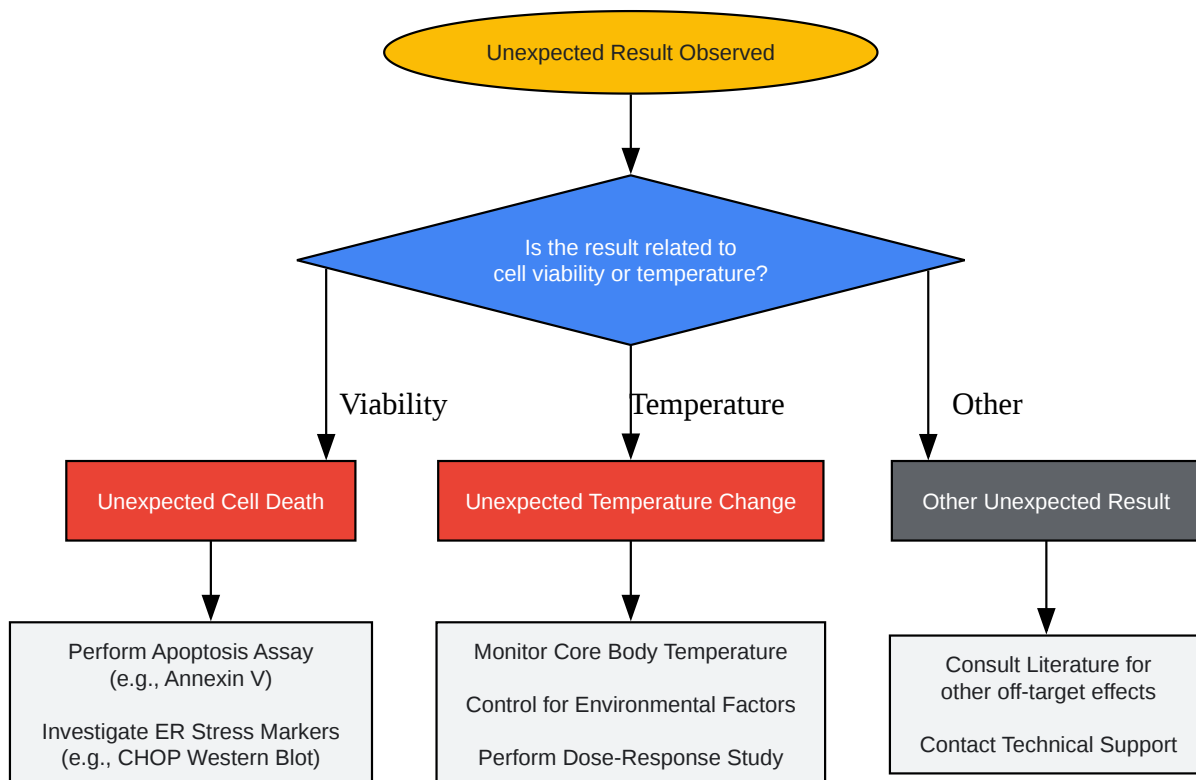 Unexpected Result Observed
Is the result related to
cell viability or temperature?
Viability
Temperature
Other
Unexpected Cell Death
Unexpected Temperature Change
Other Unexpected Result
Perform Apoptosis Assay
(e.g., Annexin V)
Investigate ER Stress Markers
(e.g., CHOP Western Blot)
Monitor Core Body Temperature
Control for Environmental Factors
Perform Dose-Response Study
Consult Literature for
other off-target effects
Contact Technical Support